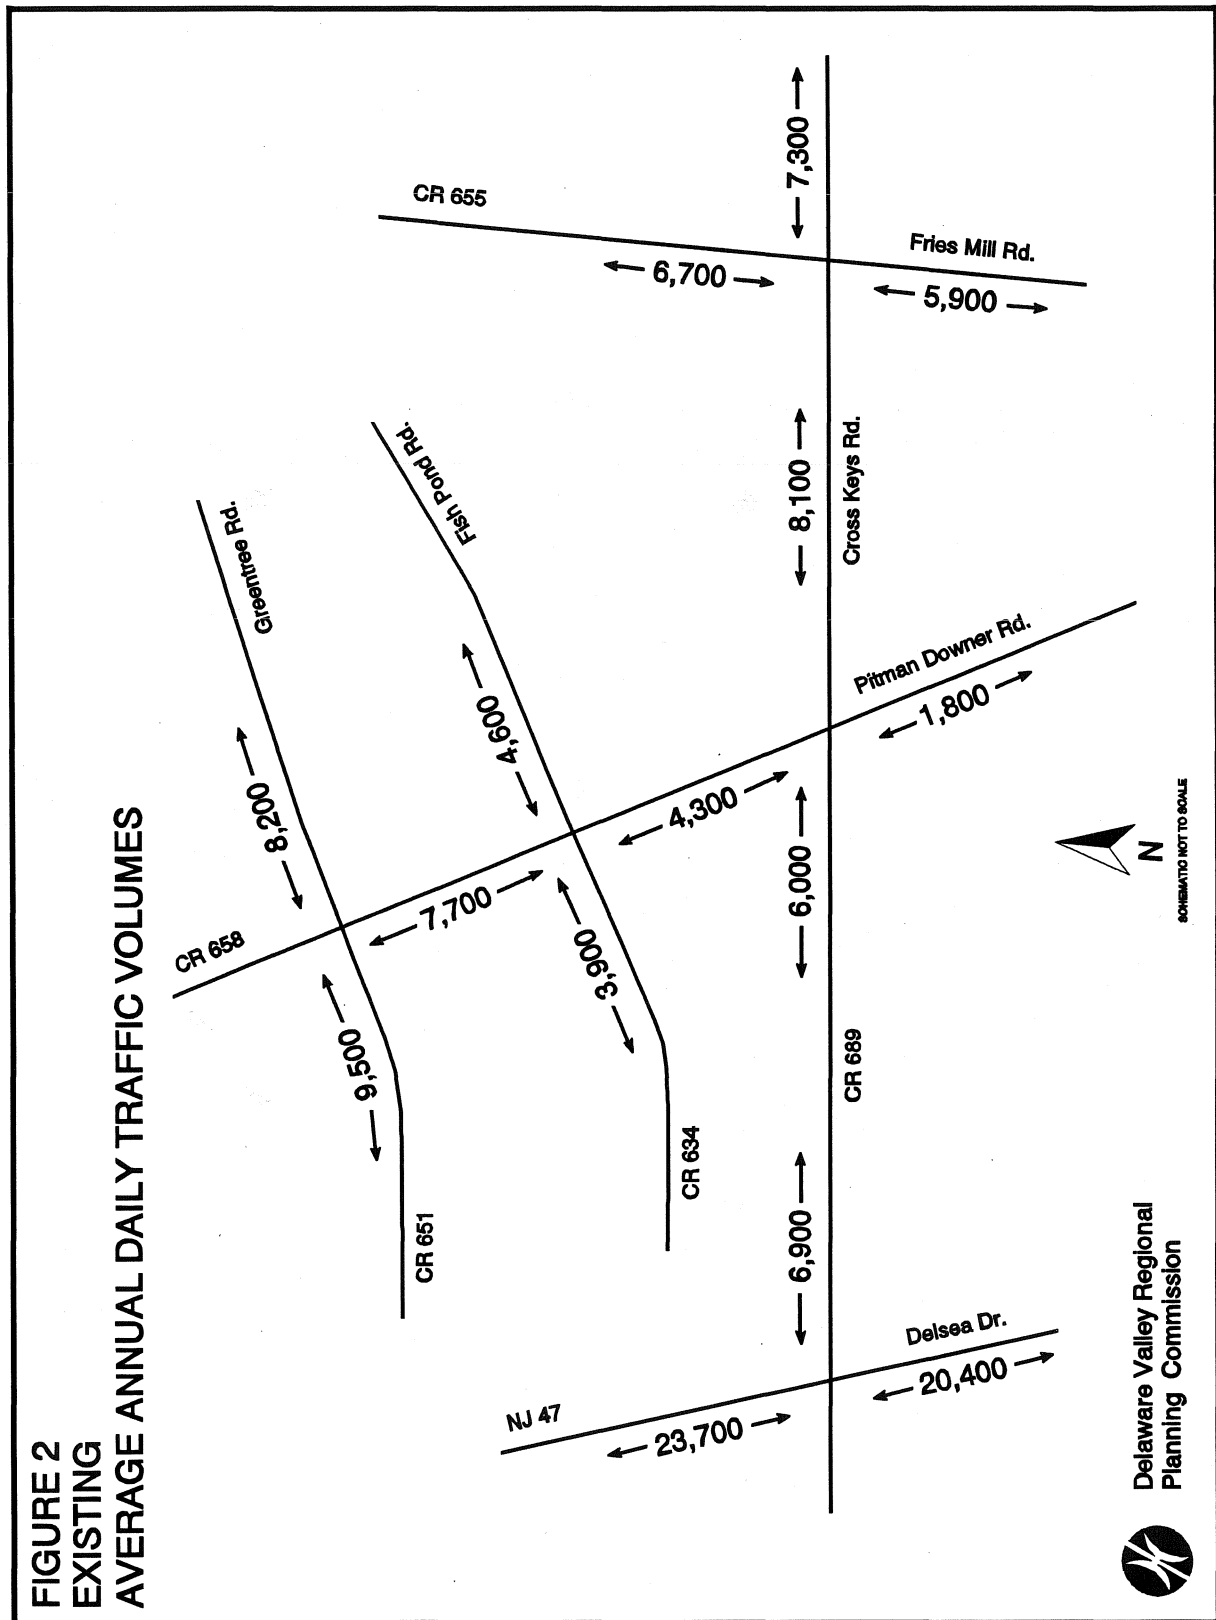 FIGURE 2
EXISTING
AVERAGE ANNUAL DAILY TRAFFIC VOLUMES
CR 658
Greentree Rd.
8,200
9,500
CR 651
Fish Pond Rd.
4,600
7,700
3,900
CR 634
4,300
NJ 47
23,700
CR 655
6,700
6,900
6,000
8,100
7,300
CR 689
Cross Keys Rd.
Delsea Dr.
20,400
Pitman Downer Rd.
1,800
Fries Mill Rd.
5,900
N
SCHEMATIC NOT TO SCALE
Delaware Valley Regional
Planning Commission